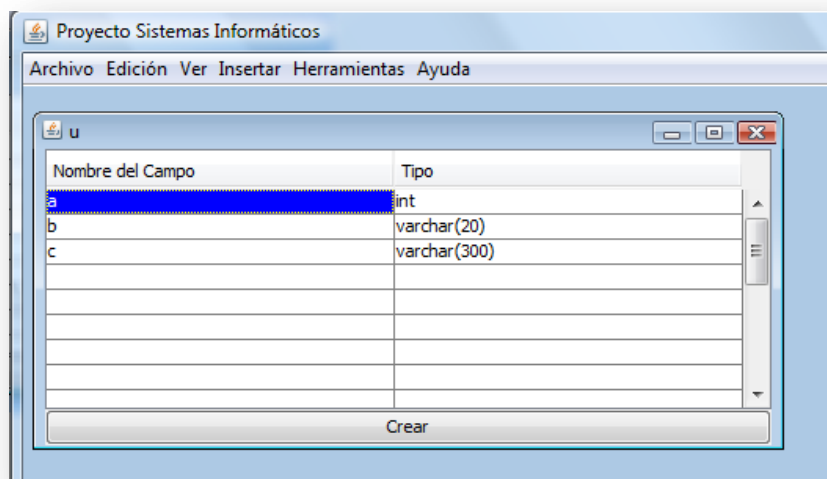 Proyecto Sistemas Informáticos
Archivo Edición Ver Insertar Herramientas Ayuda
u
Nombre del Campo Tipo
a int
b varchar(20)
c varchar(300)
Crear